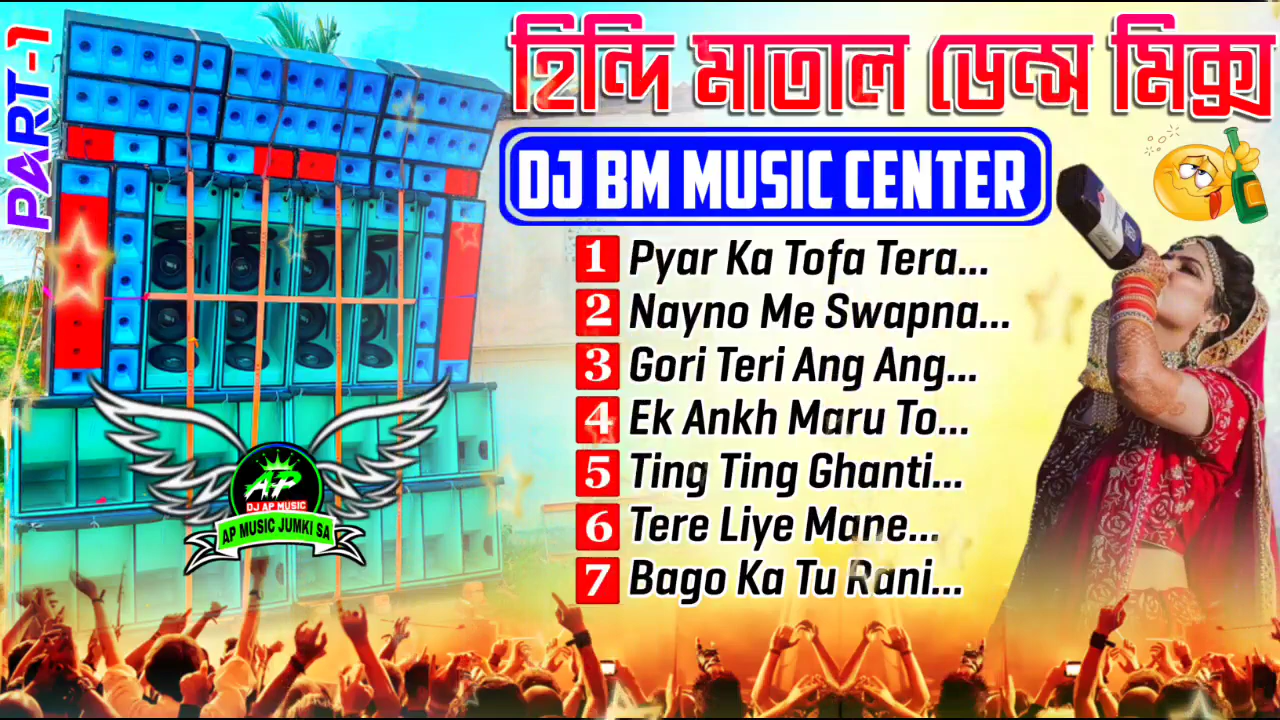 PART-1
হিন্দি মাতাল ডেন্স মিক্স
DJ BM MUSIC CENTER
1 Pyar Ka Tofa Tera...
2 Nayno Me Swapna...
3 Gori Teri Ang Ang...
4 Ek Ankh Maru To...
5 Ting Ting Ghanti...
6 Tere Liye Mane...
7 Bago Ka Tu Rani...
AP
DJ AP MUSIC
AP MUSIC JUMKI SA